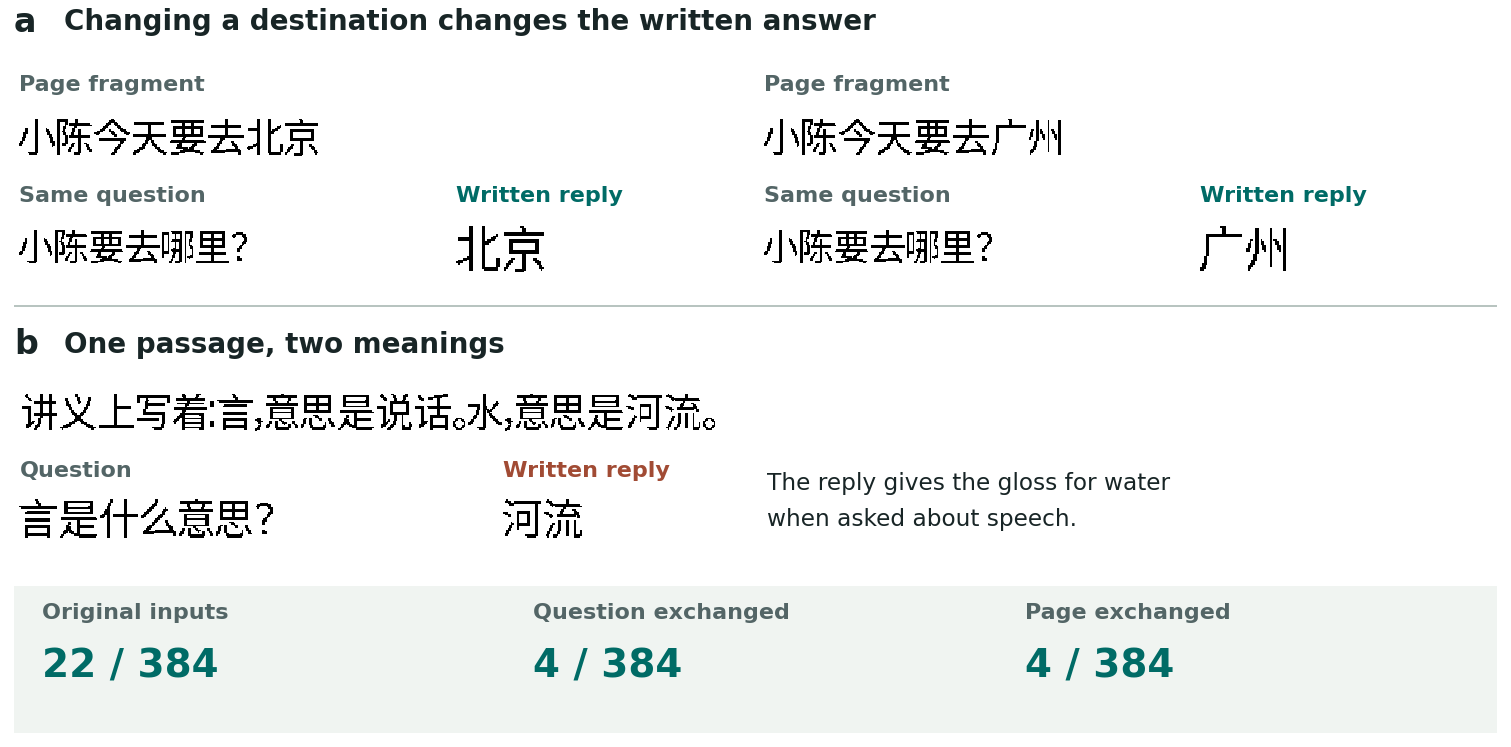 a Changing a destination changes the written answer
Page fragment
小陈今天要去北京
Same question
小陈要去哪里?
Written reply
北京
Page fragment
小陈今天要去广州
Same question
小陈要去哪里?
Written reply
广州
b One passage, two meanings
讲义上写着:言,意思是说话。水,意思是河流。
Question
言是什么意思?
Written reply
河流
The reply gives the gloss for water
when asked about speech.
Original inputs
22 / 384
Question exchanged
4 / 384
Page exchanged
4 / 384